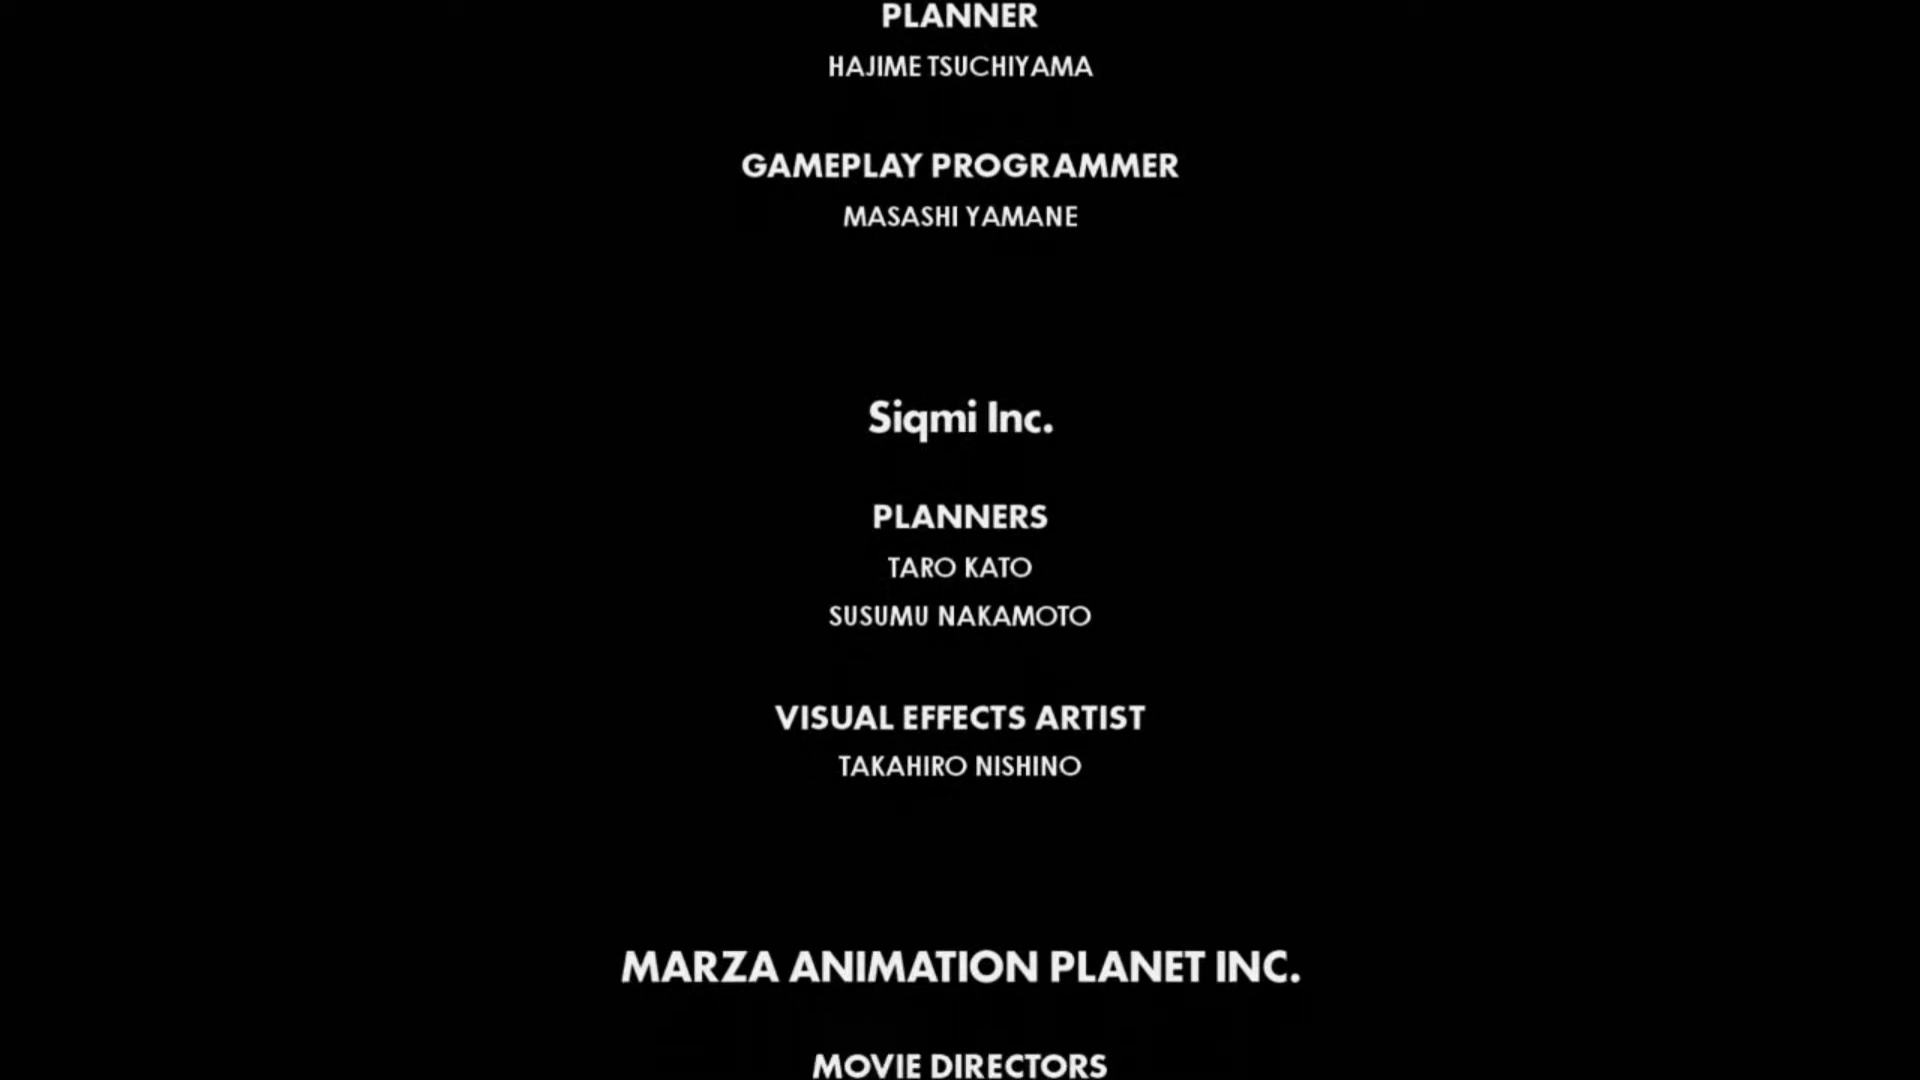 PLANNER
HAJIME TSUCHIYAMA
GAMEPLAY PROGRAMMER
MASASHI YAMANE
Siqmi Inc.
PLANNERS
TARO KATO
SUSUMU NAKAMOTO
VISUAL EFFECTS ARTIST
TAKAHIRO NISHINO
MARZA ANIMATION PLANET INC.
MOVIE DIRECTORS